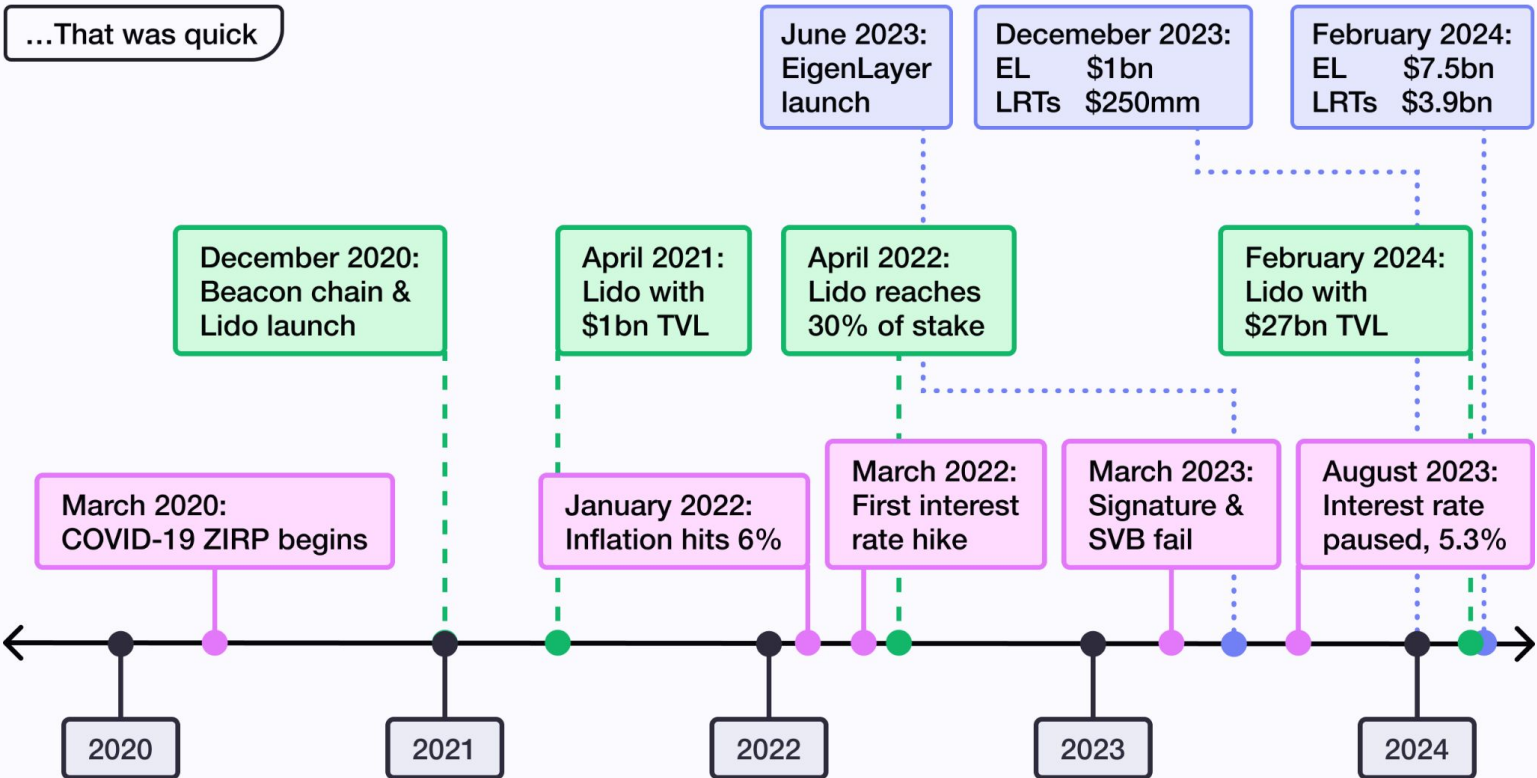 ...That was quick
June 2023:
EigenLayer
launch
Decemeber 2023:
EL $1bn
LRTs $250mm
February 2024:
EL $7.5bn
LRTs $3.9bn
December 2020:
Beacon chain &
Lido launch
April 2021:
Lido with
$1bn TVL
April 2022:
Lido reaches
30% of stake
February 2024:
Lido with
$27bn TVL
March 2020:
COVID-19 ZIRP begins
January 2022:
Inflation hits 6%
March 2022:
First interest
rate hike
March 2023:
Signature &
SVB fail
August 2023:
Interest rate
paused, 5.3%
2020
2021
2022
2023
2024